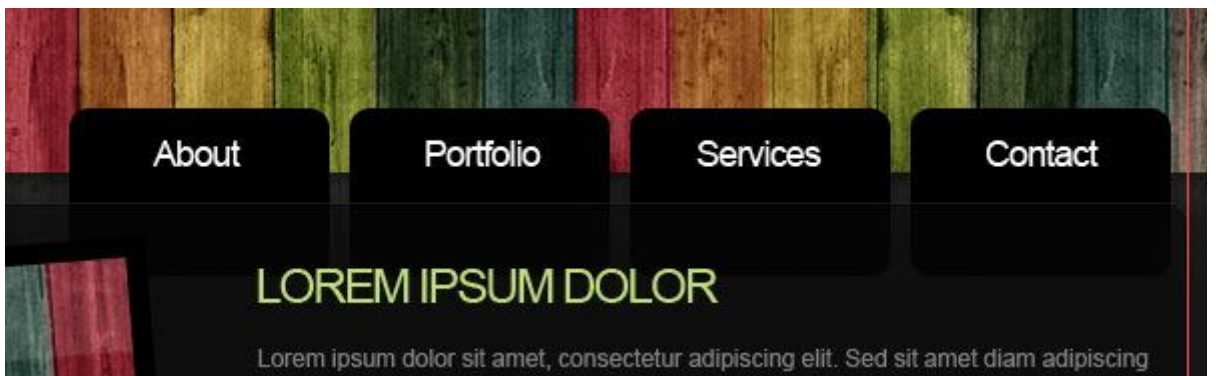 About
Portfolio
Services
Contact
LOREM IPSUM DOLOR
Lorem ipsum dolor sit amet, consectetur adipiscing elit. Sed sit amet diam adipiscing